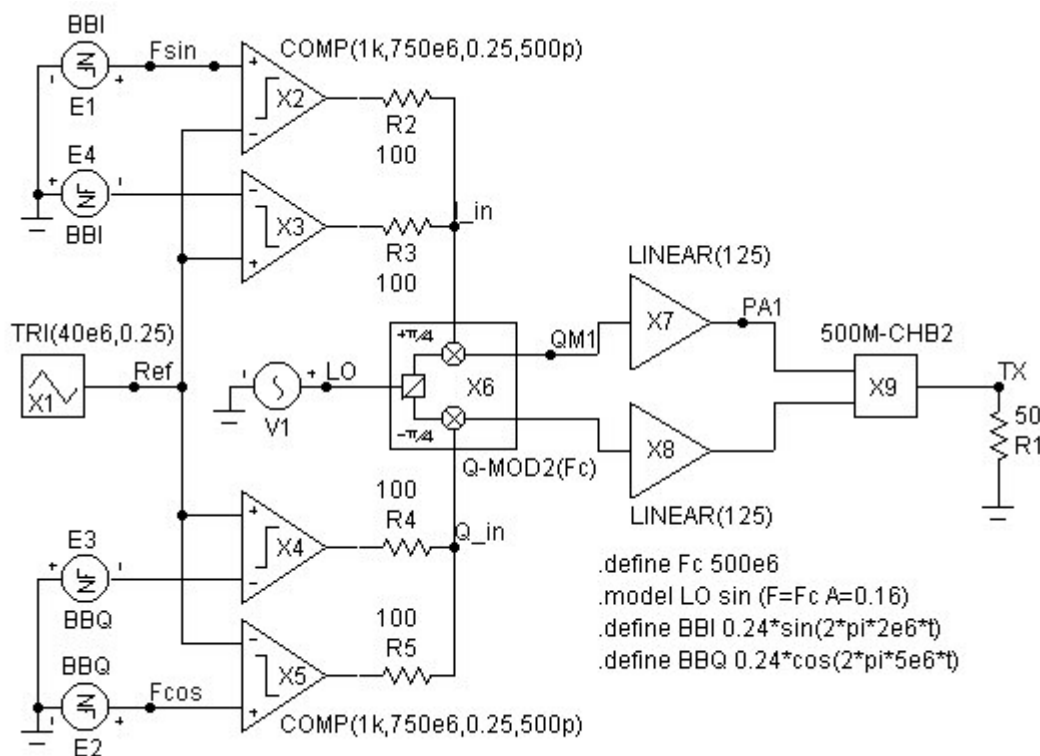 BBI
Fsin
E1
COMP(1k,750e6,0.25,500p)
X2
R2
100
E4
BBI
X3
R3
100
I_in
TRI(40e6,0.25)
X1
Ref
V1
LO
+π/4
-π/4
X6
Q-MOD2(Fc)
QM1
LINEAR(125)
X7
PA1
X8
LINEAR(125)
500M-CHB2
X9
TX
50
R1
100
R4
X4
Q_in
E3
BBQ
100
R5
X5
BBQ
Fcos
E2
COMP(1k,750e6,0.25,500p)
.define Fc 500e6
.model LO sin (F=Fc A=0.16)
.define BBI 0.24*sin(2*pi*2e6*t)
.define BBQ 0.24*cos(2*pi*5e6*t)